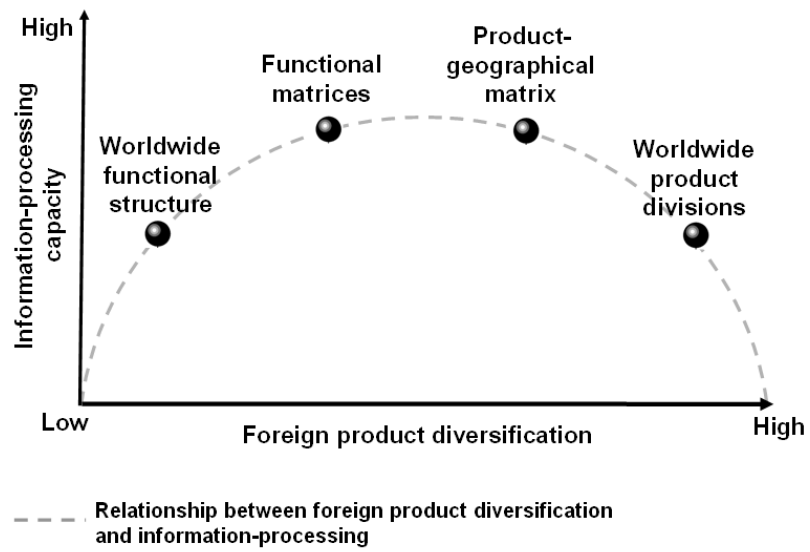 High
Information-processing
capacity
Functional
matrices
Product-
geographical
matrix
Worldwide
functional
structure
Worldwide
product
divisions
Low
Foreign product diversification
High
Relationship between foreign product diversification
and information-processing